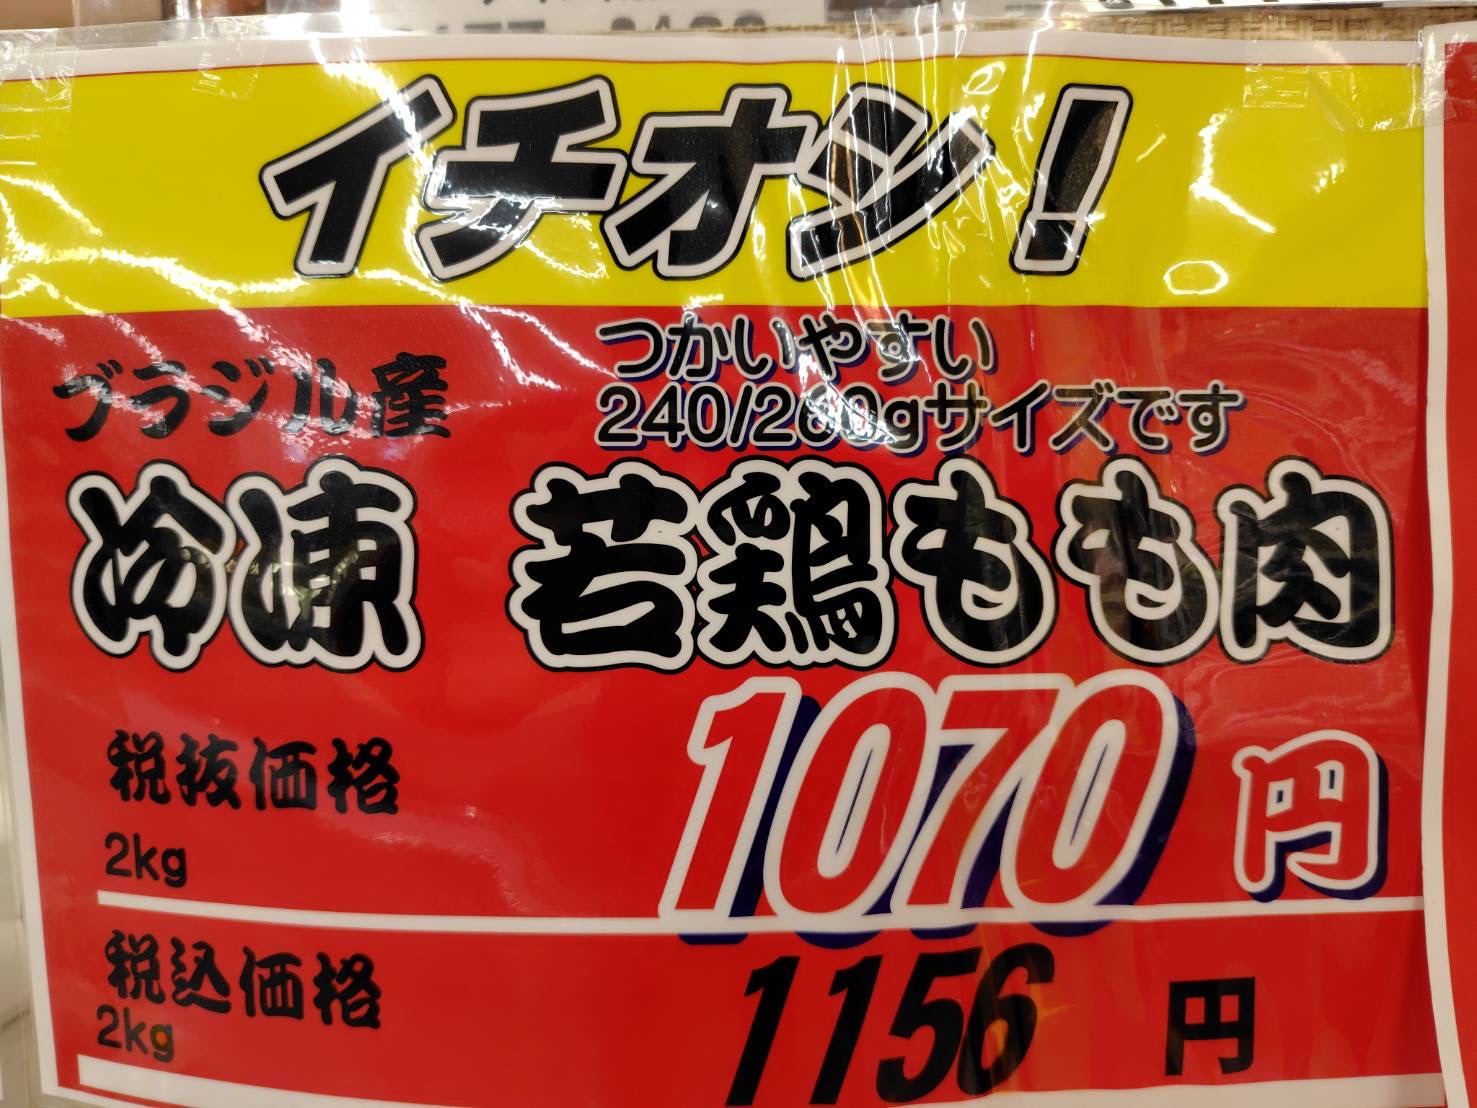 イチオシ!
ブラジル産
つかいやすい
240/260gサイズです
冷凍 若鶏もも肉
税抜価格
2kg
1070円
税込価格
2kg
1156円